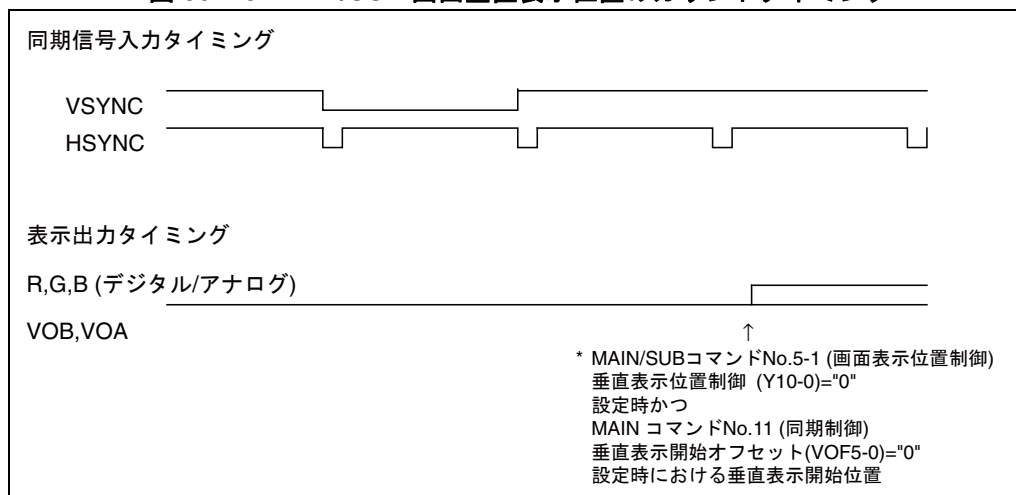 同期信号入力タイミング
VSYNC
HSYNC
表示出力タイミング
R,G,B (デジタル/アナログ)
VOB,VOA
↑
* MAIN/SUBコマンドNo.5-1 (画面表示位置制御)
垂直表示位置制御 (Y10-0)="0"
設定時かつ
MAIN コマンドNo.11 (同期制御)
垂直表示開始オフセット(VOF5-0)="0"
設定時における垂直表示開始位置